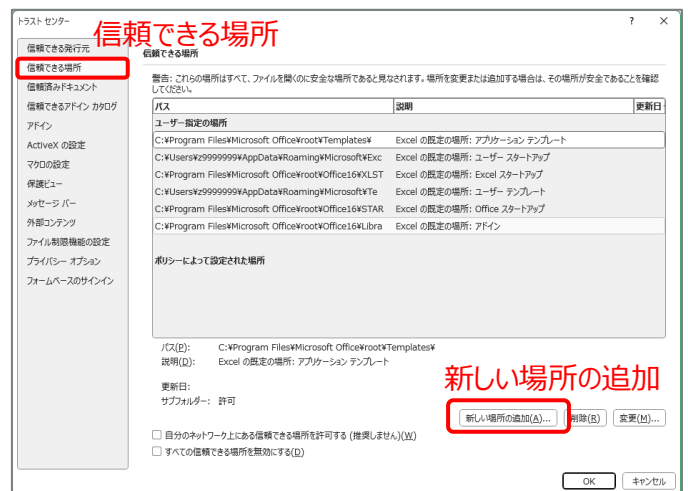 トラスト センター
信頼できる場所
? ×
信頼できる発行元
信頼できる場所
信頼済みドキュメント
信頼できるアドイン カタログ
アドイン
ActiveX の設定
マクロの設定
保護ビュー
メッセージ バー
外部コンテンツ
ファイル制限機能の設定
プライバシー オプション
フォームベースのサインイン
信頼できる場所
警告: これらの場所はすべて、ファイルを開くのに安全な場所であると見なされます。場所を変更または追加する場合は、その場所が安全であることを確認
してください。
パス 説明 更新日
ユーザー指定の場所
C:¥Program Files¥Microsoft Office¥root¥Templates¥ Excel の既定の場所: アプリケーション テンプレート
C:¥Users¥z9999999¥AppData¥Roaming¥Microsoft¥Exc Excel の既定の場所: ユーザー スタートアップ
C:¥Program Files¥Microsoft Office¥root¥Office16¥XLST Excel の既定の場所: Excel スタートアップ
C:¥Users¥z9999999¥AppData¥Roaming¥Microsoft¥Te Excel の既定の場所: ユーザー テンプレート
C:¥Program Files¥Microsoft Office¥root¥Office16¥STAR Excel の既定の場所: Office スタートアップ
C:¥Program Files¥Microsoft Office¥root¥Office16¥Libra Excel の既定の場所: アドイン
ポリシーによって設定された場所
パス(P): C:¥Program Files¥Microsoft Office¥root¥Templates¥
説明(D): Excel の既定の場所: アプリケーション テンプレート
更新日:
サブフォルダー: 許可
新しい場所の追加
新しい場所の追加(A)... 削除(R) 変更(M)...
自分のネットワーク上にある信頼できる場所を許可する (推奨しません)(W)
すべての信頼できる場所を無効にする(D)
OK キャンセル